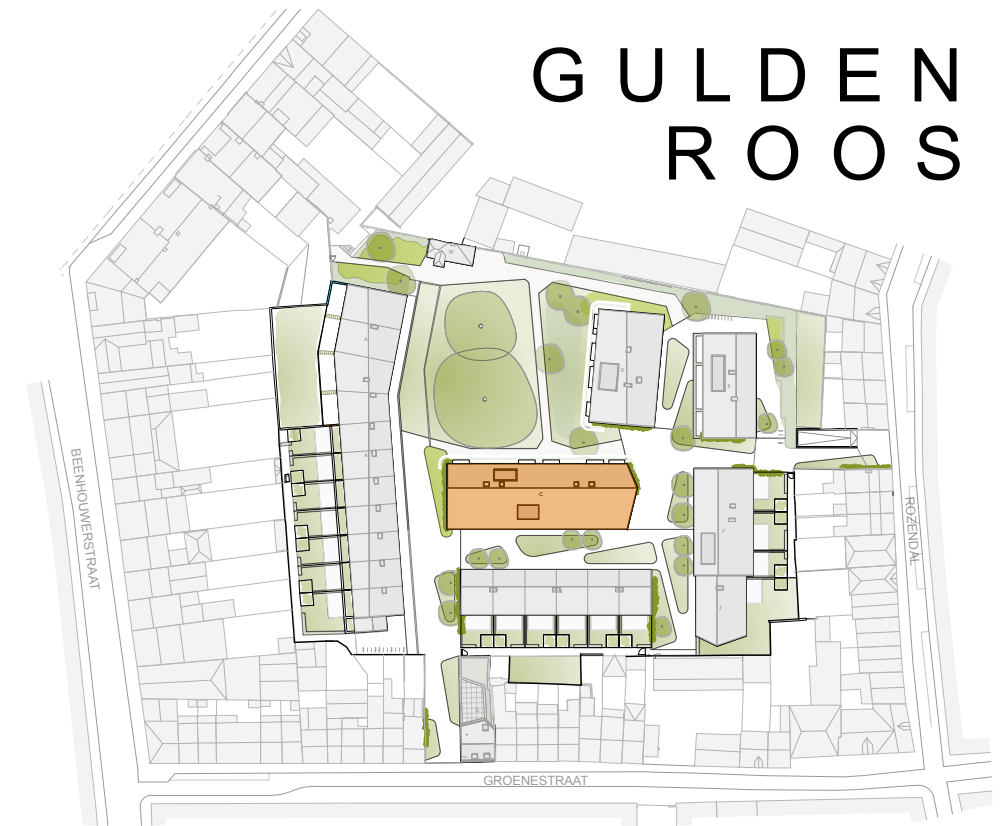 GULDEN
ROOS
BEENHOUWERSTRAAT
ROZENDAL
C
GROENESTRAAT